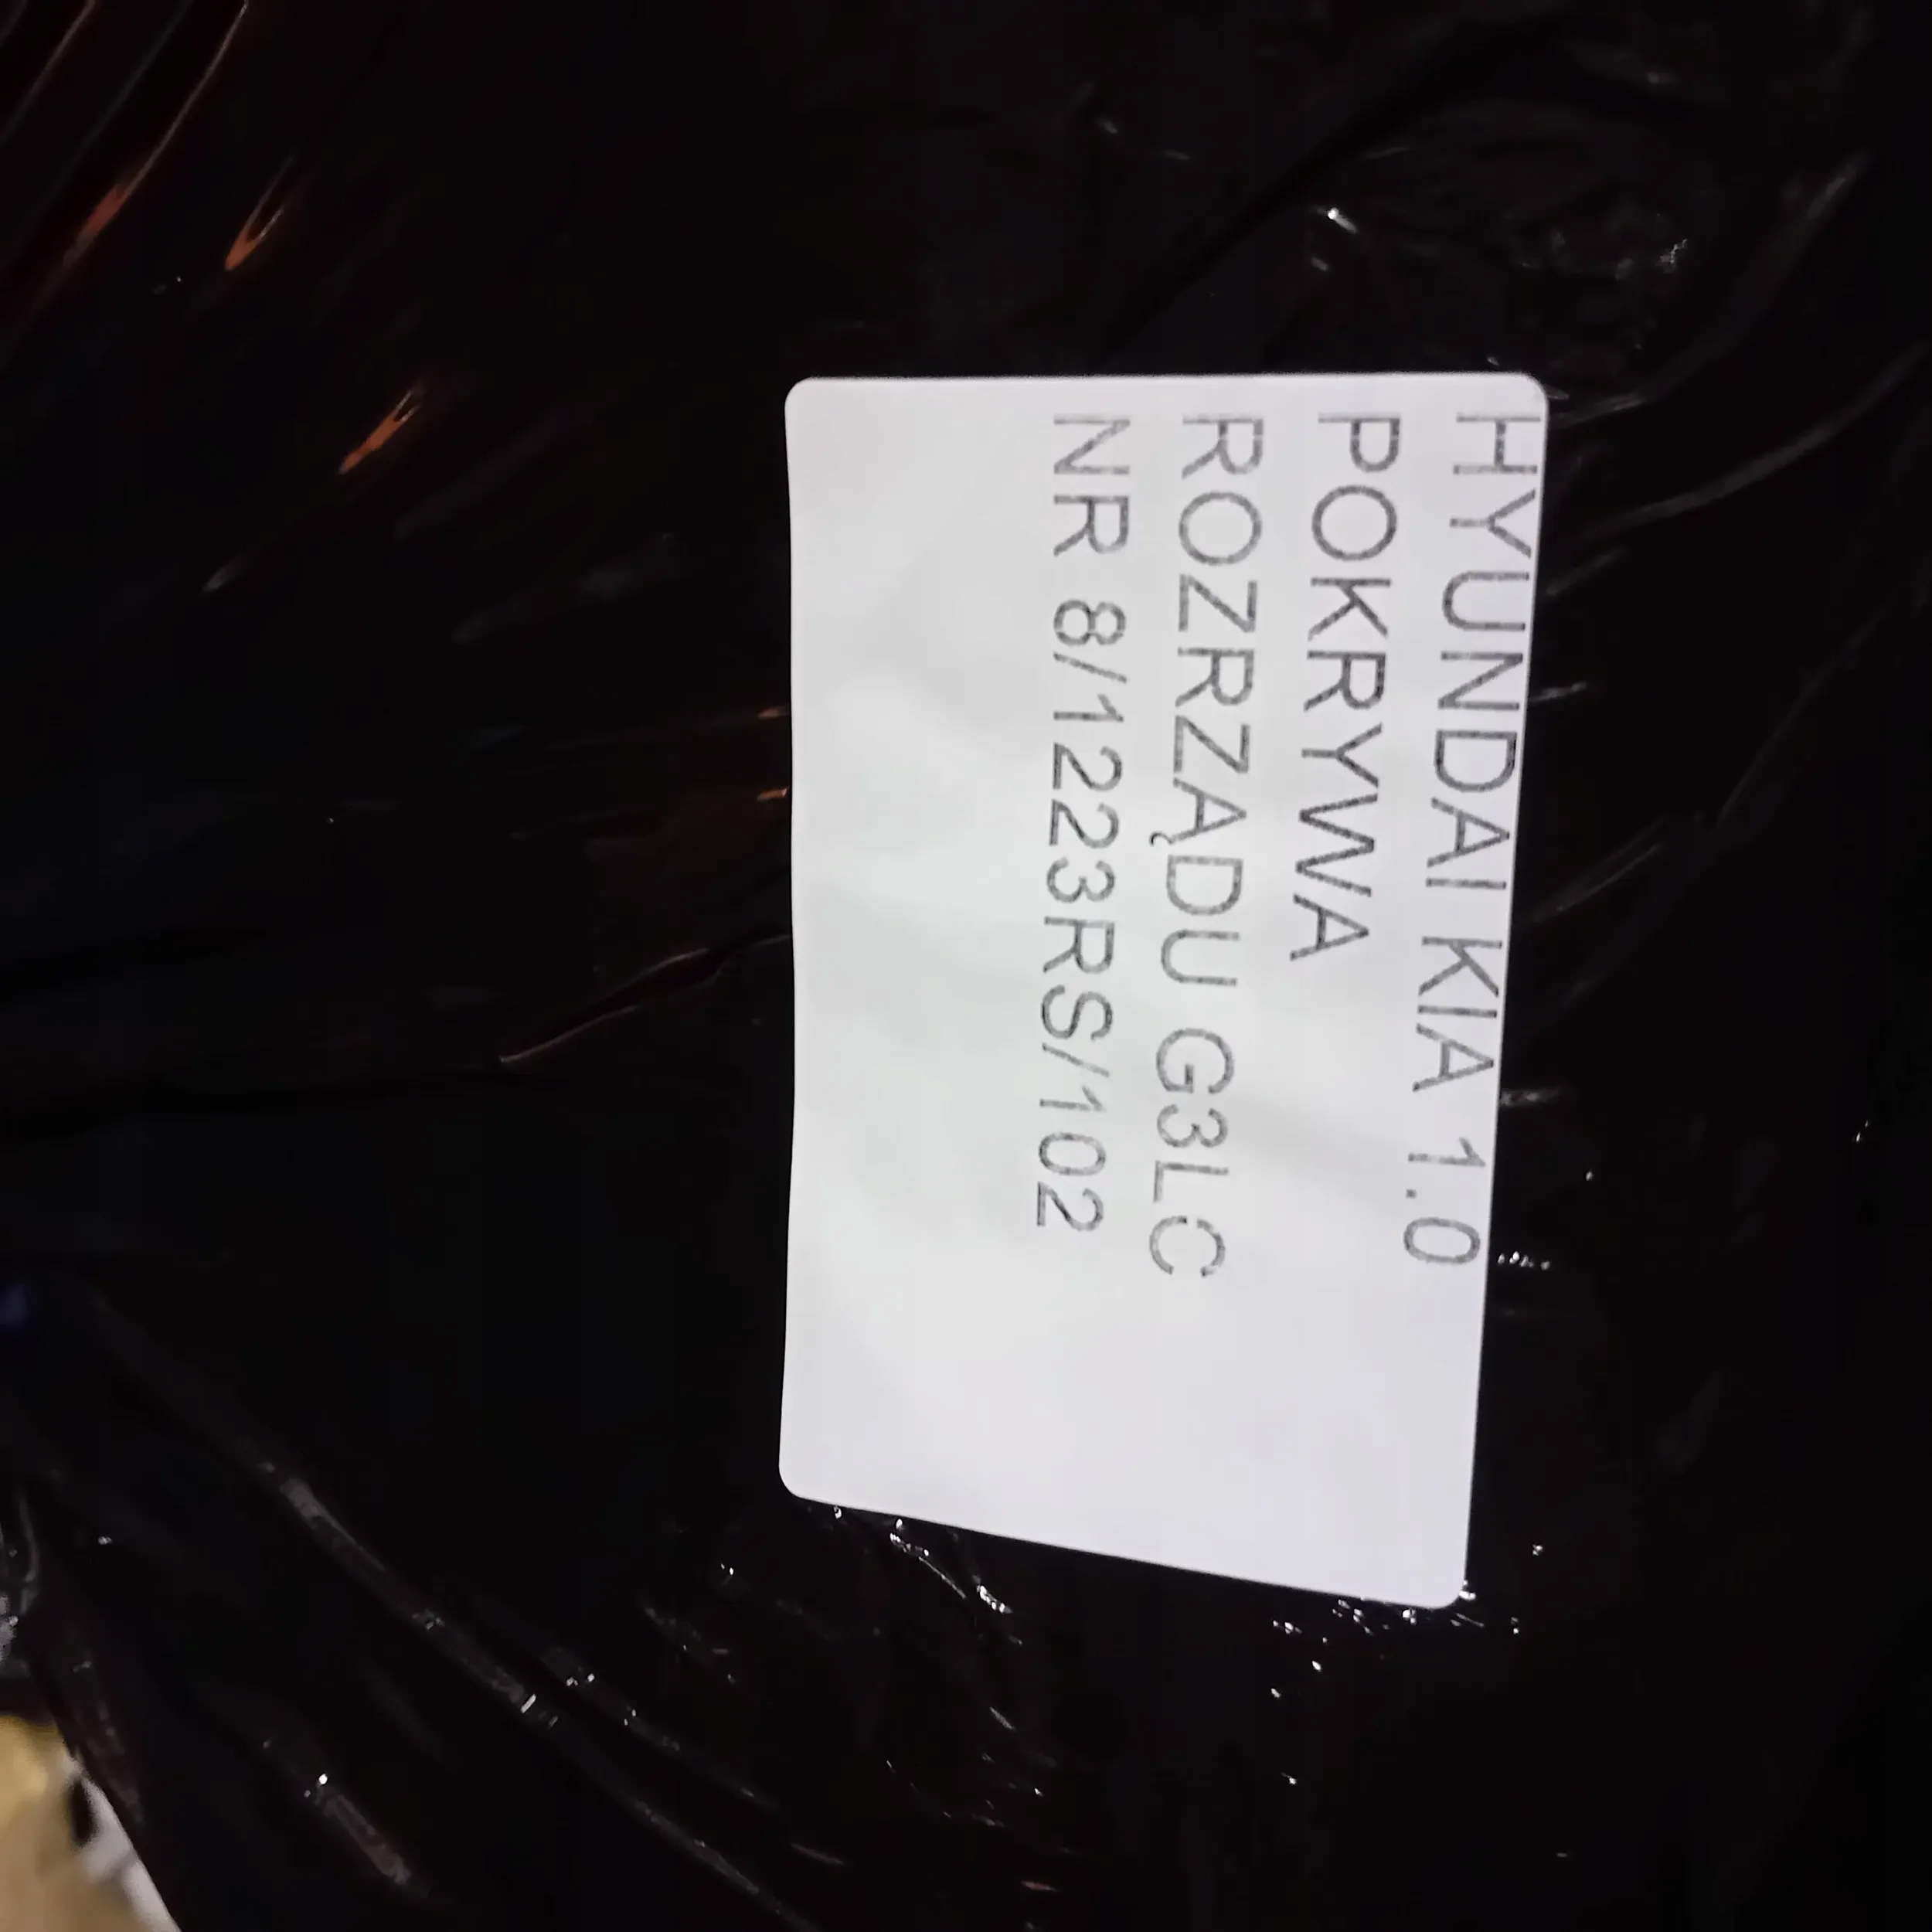 HYUNDAI KIA 1.0
POKRYWA
ROZRZĄDU G3LC
NR 8/1223RS/102